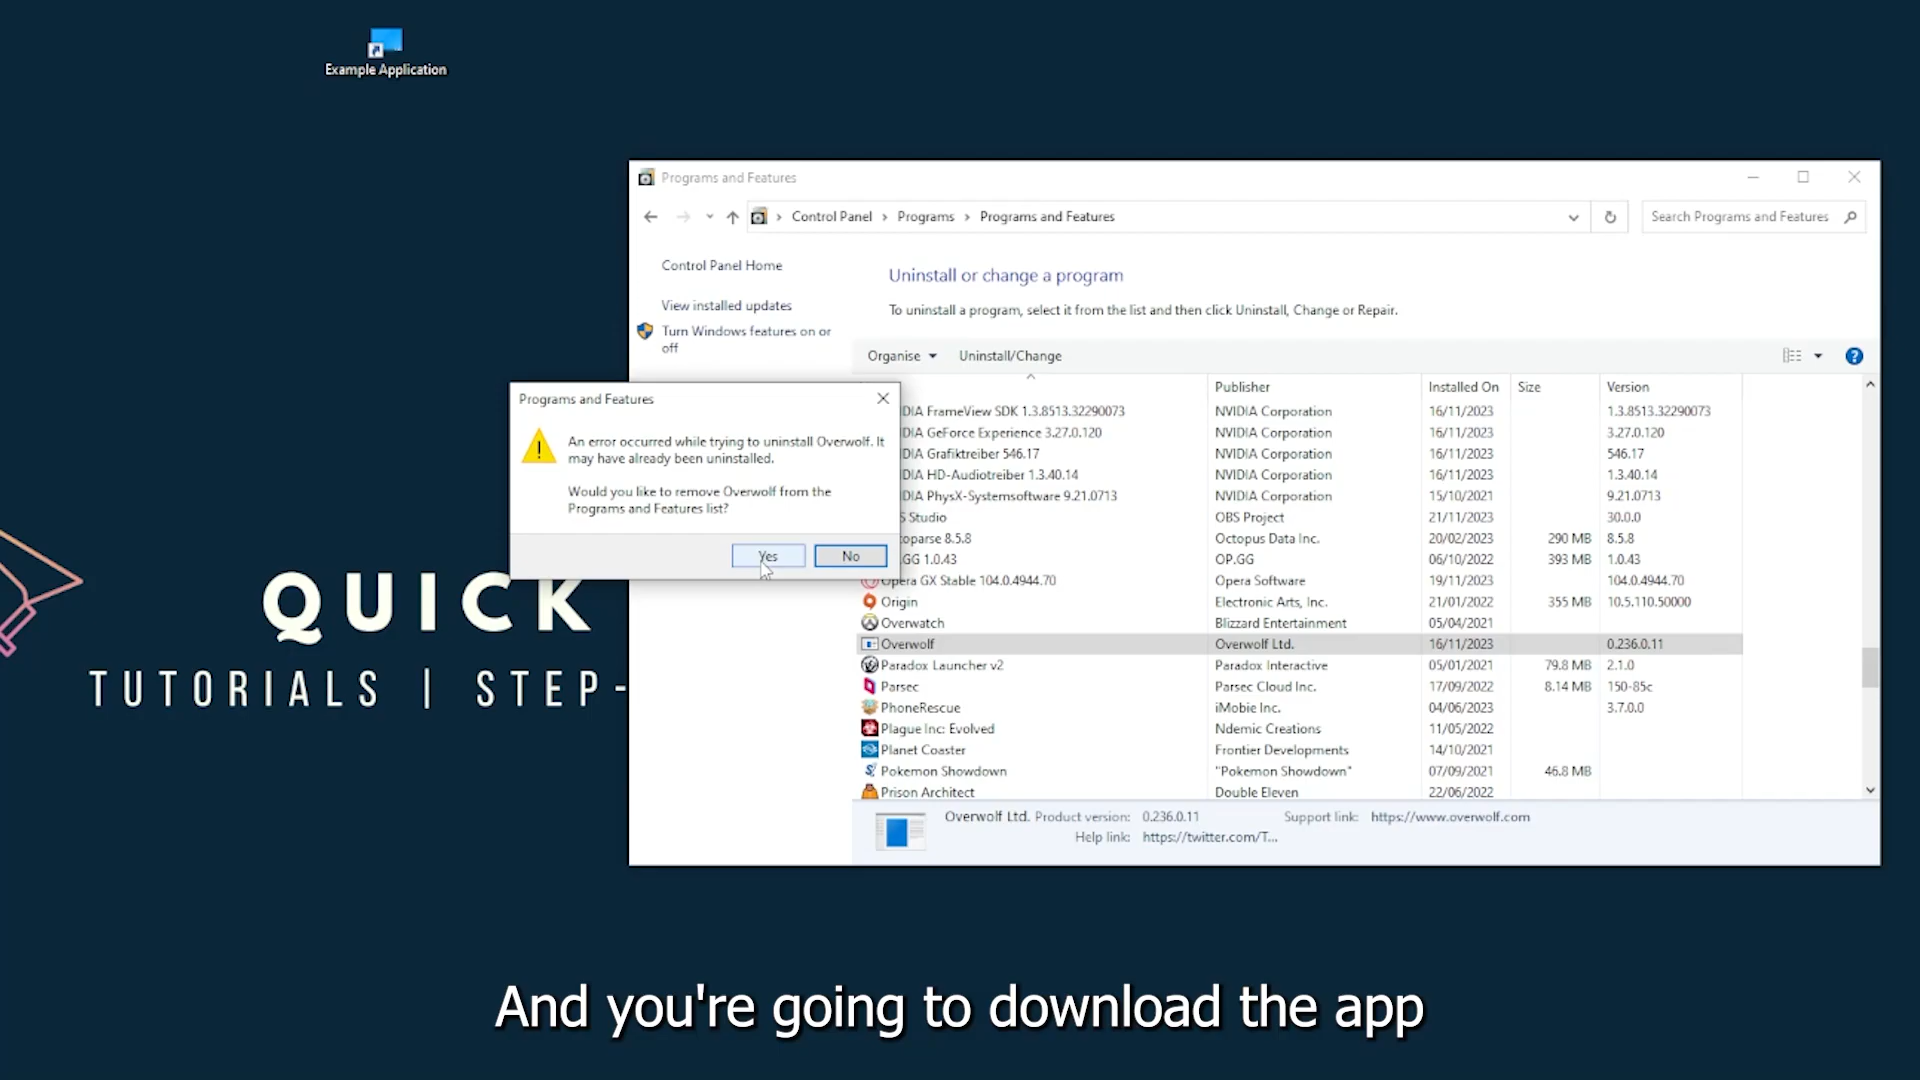 Example Application
Programs and Features
Control Panel > Programs > Programs and Features
Search Programs and Features
Control Panel Home
View installed updates
Turn Windows features on or
off
Uninstall or change a program
To uninstall a program, select it from the list and then click Uninstall, Change or Repair.
Organise Uninstall/Change
Publisher Installed On Size Version
DIA FrameView SDK 1.3.8513.32290073 NVIDIA Corporation 16/11/2023 1.3.8513.32290073
DIA GeForce Experience 3.27.0.120 NVIDIA Corporation 16/11/2023 3.27.0.120
DIA Grafiktreiber 546.17 NVIDIA Corporation 16/11/2023 546.17
DIA HD-Audiotreiber 1.3.40.14 NVIDIA Corporation 16/11/2023 1.3.40.14
DIA PhysX-Systemsoftware 9.21.0713 NVIDIA Corporation 15/10/2021 9.21.0713
S Studio OBS Project 21/11/2023 30.0.0
oparse 8.5.8 Octopus Data Inc. 20/02/2023 290 MB 8.5.8
.GG 1.0.43 OP.GG 06/10/2022 393 MB 1.0.43
Opera GX Stable 104.0.4944.70 Opera Software 19/11/2023 104.0.4944.70
Origin Electronic Arts, Inc. 21/01/2022 355 MB 10.5.110.50000
Overwatch Blizzard Entertainment 05/04/2021
Overwolf Overwolf Ltd. 16/11/2023 0.236.0.11
Paradox Launcher v2 Paradox Interactive 05/01/2021 79.8 MB 2.1.0
Parsec Parsec Cloud Inc. 17/09/2022 8.14 MB 150-85c
PhoneRescue iMobie Inc. 04/06/2023 3.7.0.0
Plague Inc: Evolved Ndemic Creations 11/05/2022
Planet Coaster Frontier Developments 14/10/2021
Pokemon Showdown "Pokemon Showdown" 07/09/2021 46.8 MB
Prison Architect Double Eleven 22/06/2022
Overwolf Ltd. Product version: 0.236.0.11 Support link: https://www.overwolf.com
Help link: https://twitter.com/T...
Programs and Features
An error occurred while trying to uninstall Overwolf. It
may have already been uninstalled.
Would you like to remove Overwolf from the
Programs and Features list?
Yes No
QUICK
TUTORIALS | STEP-
And you're going to download the app